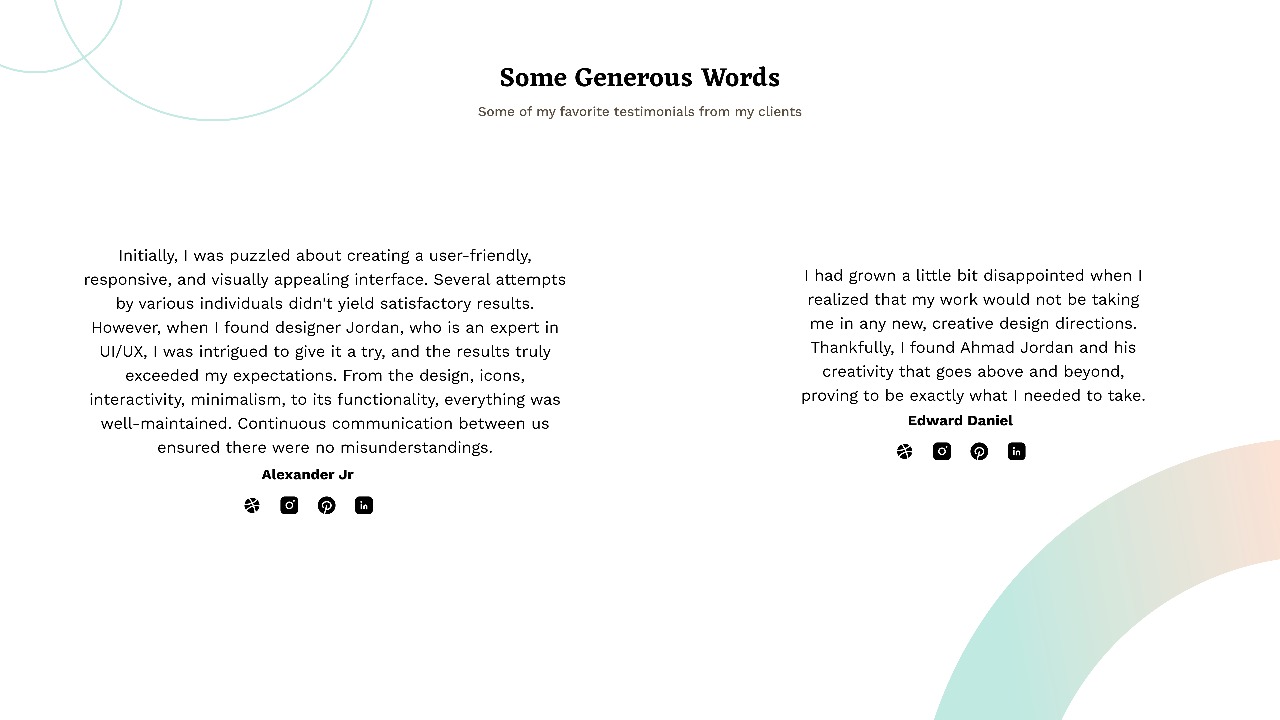 Some Generous Words
Some of my favorite testimonials from my clients
Initially, I was puzzled about creating a user-friendly,
responsive, and visually appealing interface. Several attempts
by various individuals didn't yield satisfactory results.
However, when I found designer Jordan, who is an expert in
UI/UX, I was intrigued to give it a try, and the results truly
exceeded my expectations. From the design, icons,
interactivity, minimalism, to its functionality, everything was
well-maintained. Continuous communication between us
ensured there were no misunderstandings.
Alexander Jr
I had grown a little bit disappointed when I
realized that my work would not be taking
me in any new, creative design directions.
Thankfully, I found Ahmad Jordan and his
creativity that goes above and beyond,
proving to be exactly what I needed to take.
Edward Daniel